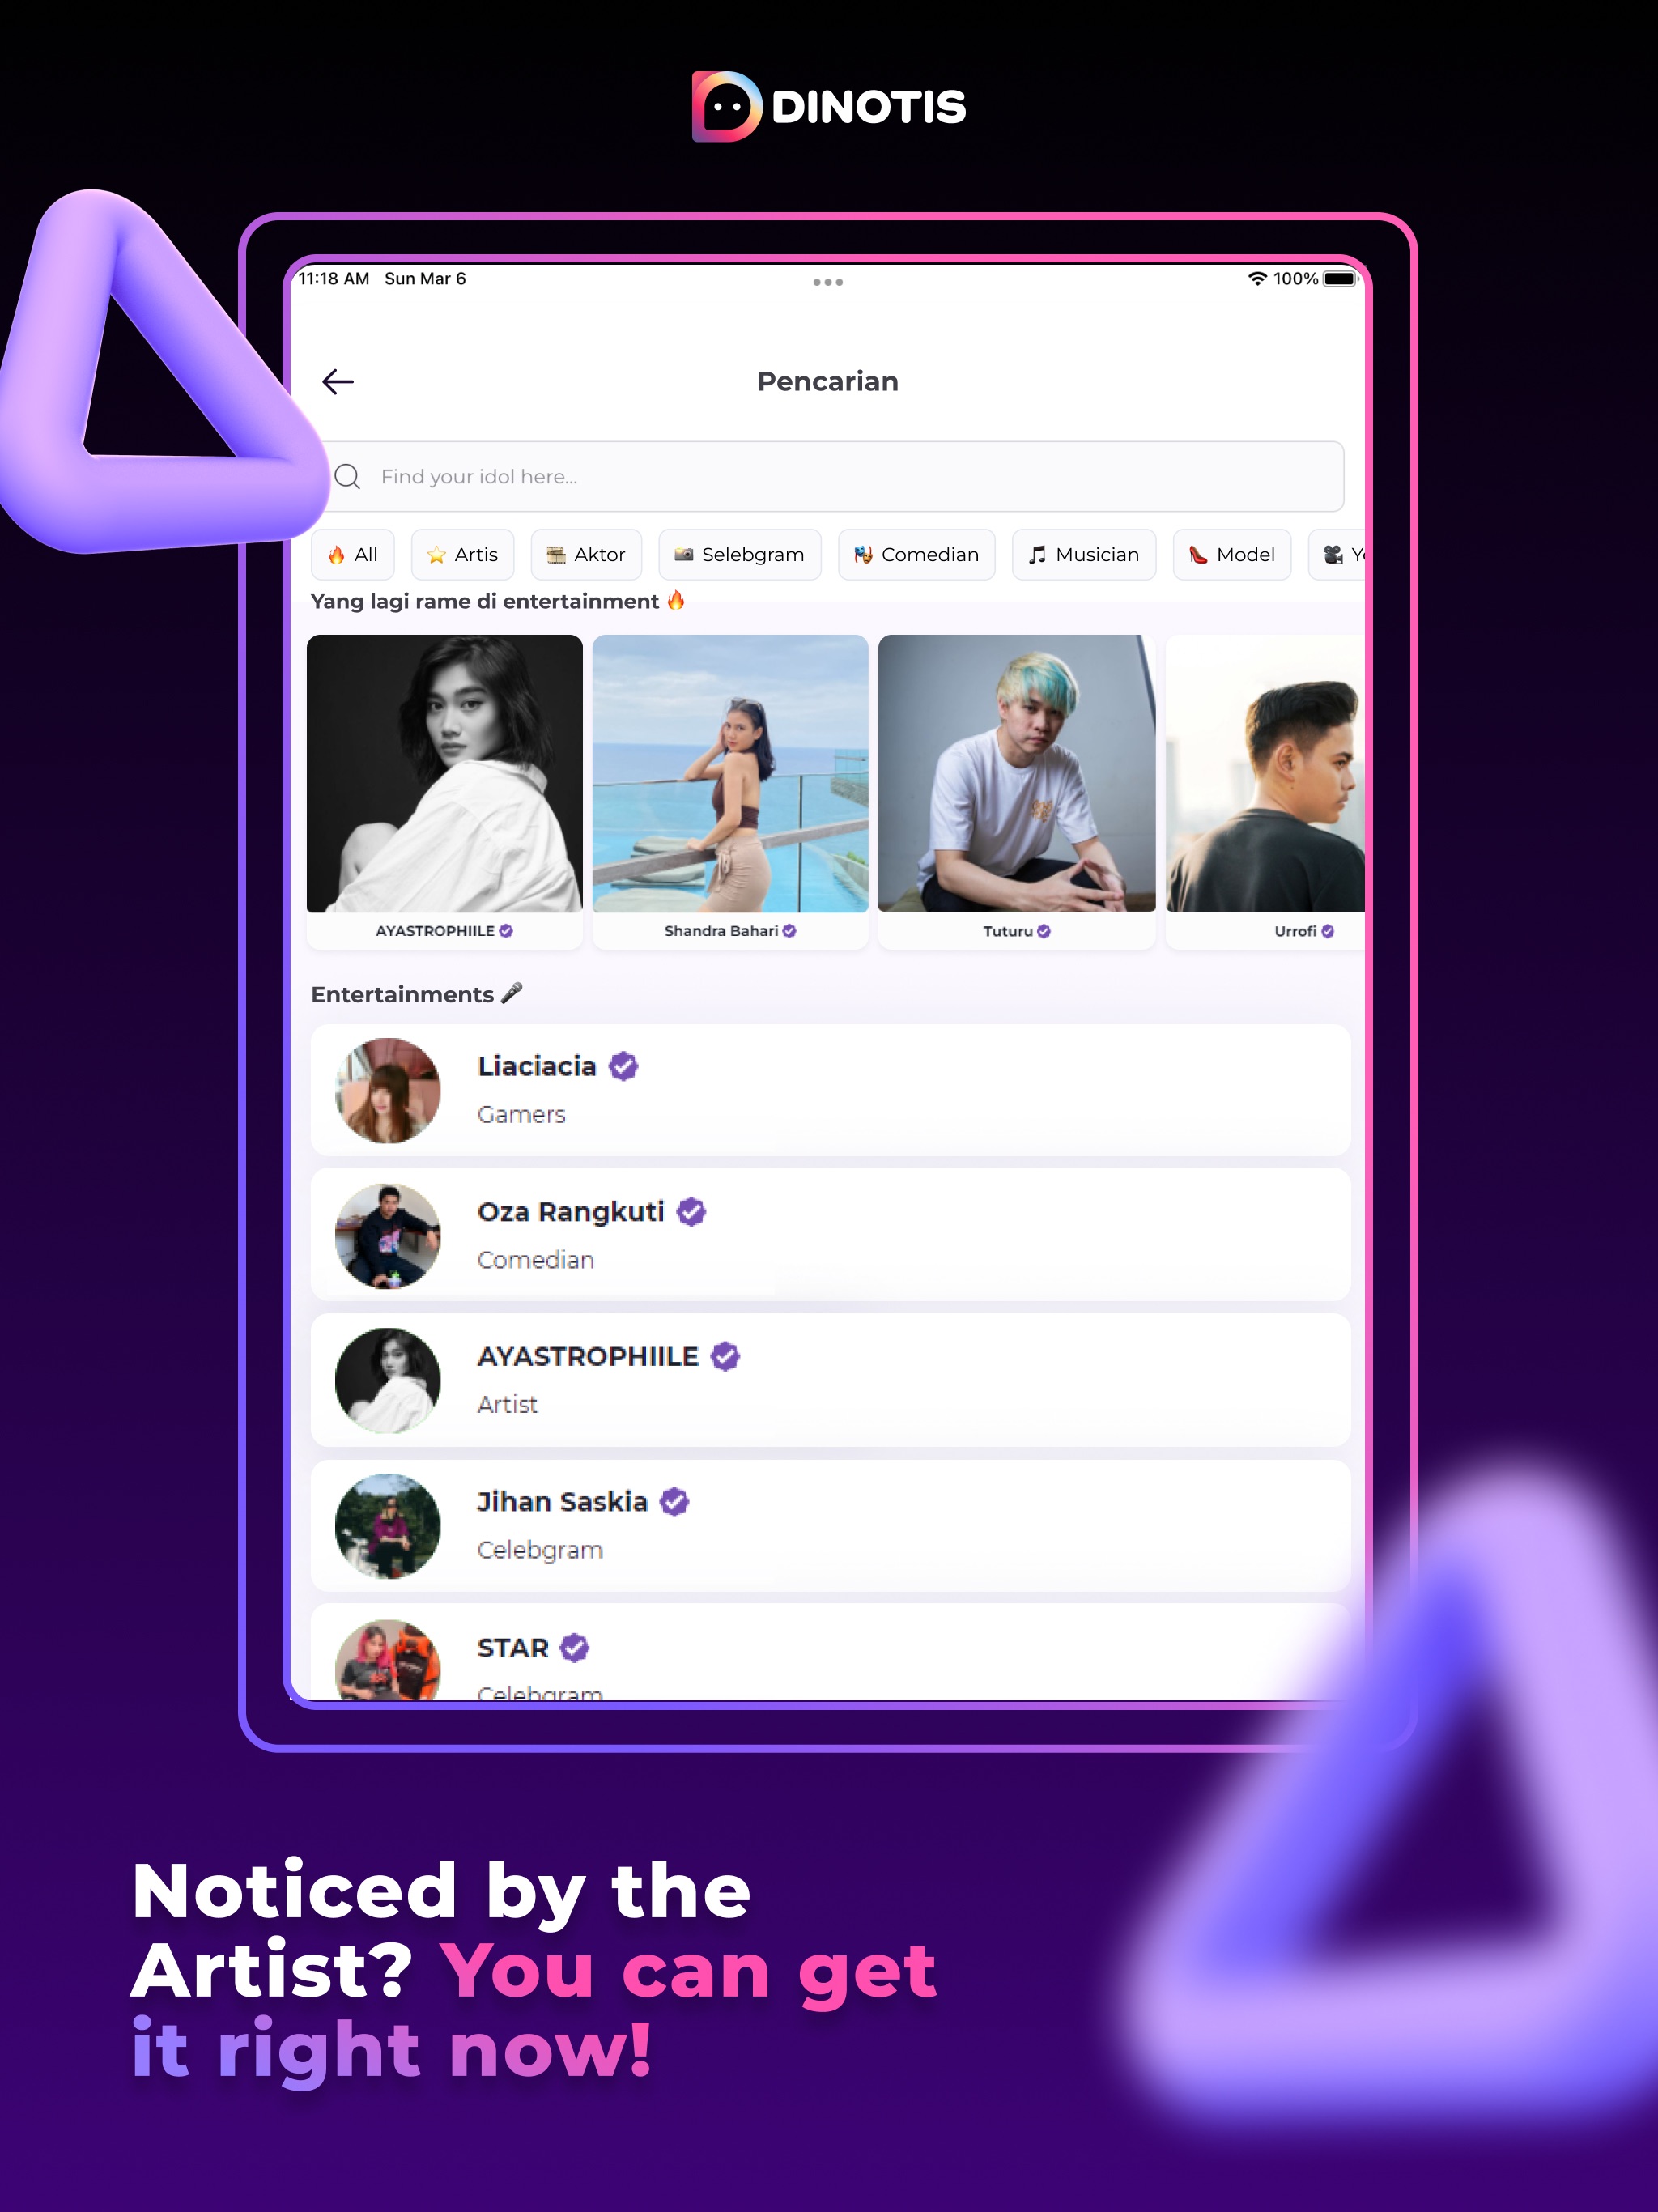 DINOTIS
11:18 AM Sun Mar 6
100%
Pencarian
Find your idol here...
All Artis Aktor Selebgram Comedian Musician Model
Yang lagi rame di entertainment
AYASTROPHIILE Shandra Bahari Tuturu Urrofi
Entertainments
Liaciacia
Gamers
Oza Rangkuti
Comedian
AYASTROPHIILE
Artist
Jihan Saskia
Celebgram
STAR
Celebgram
Noticed by the
Artist? You can get
it right now!